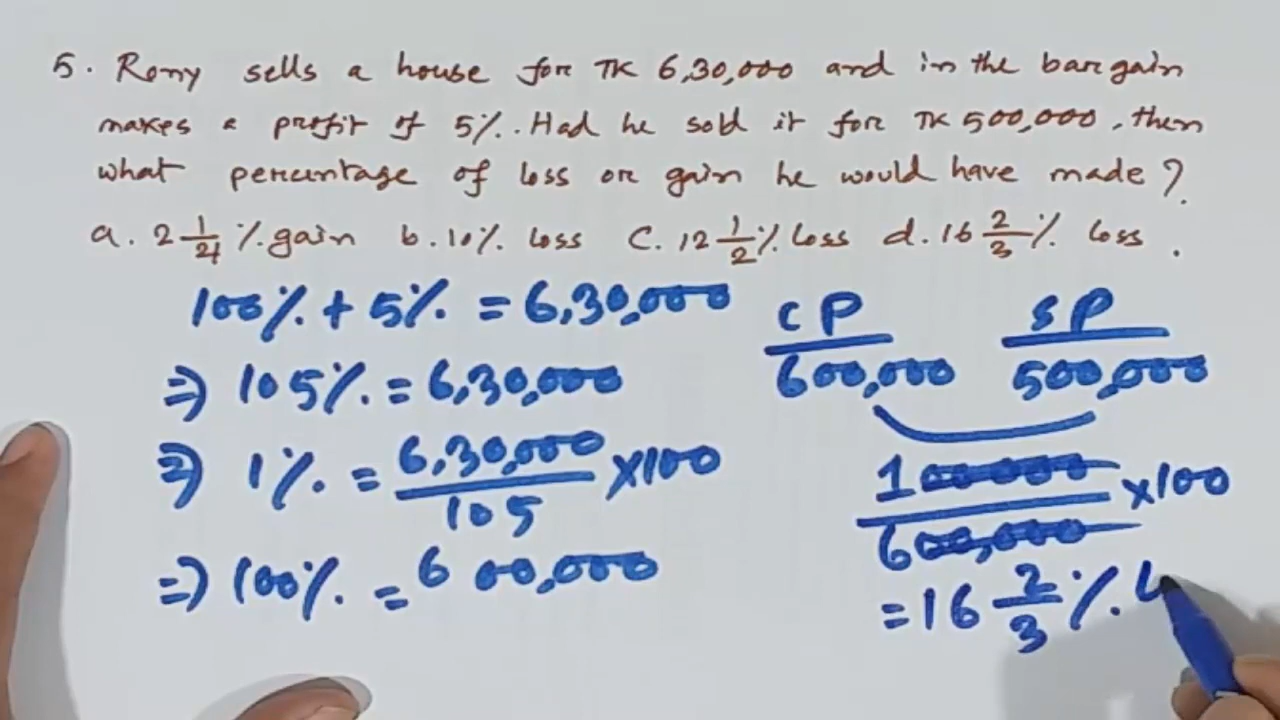 5. Rony sells a house for TK 6,30,000 and in the bargain
makes a profit of 5%. Had he sold it for TK 500,000, then
what percentage of loss or gain he would have made?
a. 2 1/4 % gain b. 10% loss c. 12 1/2 % loss d. 16 2/3 % loss.
100% + 5% = 6,30,000
=> 105% = 6,30,000
=> 1% = 6,30,000/105 ×100
=> 100% = 600,000
CP SP
600,000 500,000
100000/600,000 ×100
= 16 2/3 %